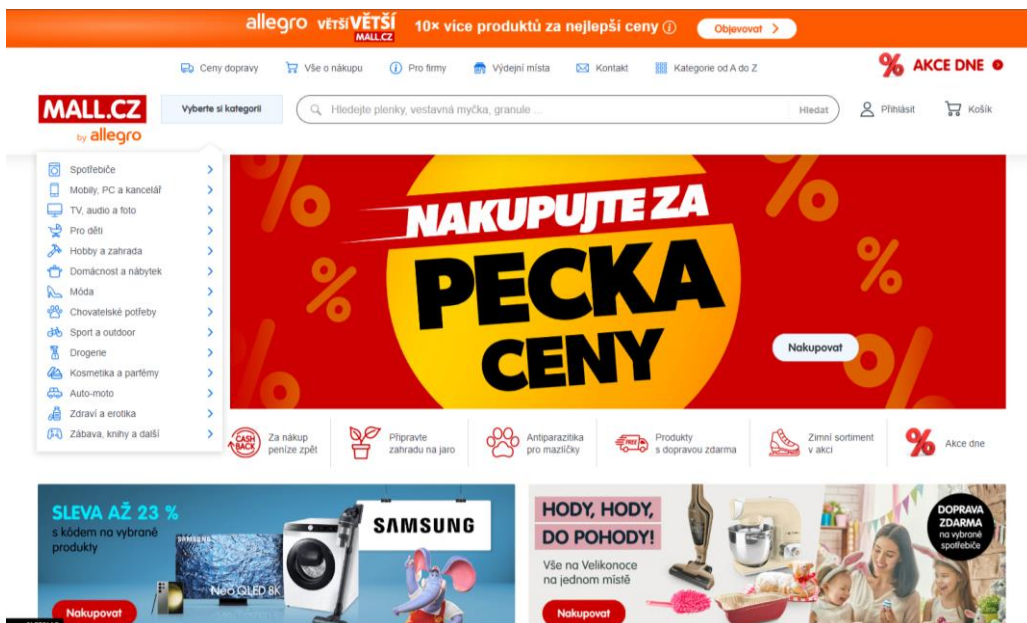 allegro VĚTŠÍ VĚTŠÍ MALL.CZ 10× více produktů za nejlepší ceny Objevovat
Ceny dopravy Vše o nákupu Pro firmy Výdejní místa Kontakt Kategorie od A do Z % AKCE DNE
MALL.CZ
by allegro
Vyberte si kategorii
Hledejte plenky, vestavná myčka, granule ...
Hledat
Přihlásit
Košík
Spotřebiče
Mobily, PC a kancelář
TV, audio a foto
Pro děti
Hobby a zahrada
Domácnost a nábytek
Móda
Chovatelské potřeby
Sport a outdoor
Drogerie
Kosmetika a parfémy
Auto-moto
Zdraví a erotika
Zábava, knihy a další
NAKUPUJTE ZA
PECKA
CENY
Nakupovat
CASH
BACK
Za nákup
peníze zpět
Připravte
zahradu na jaro
Antiparazitika
pro mazlíčky
FREE
Produkty
s dopravou zdarma
Zimní sortiment
v akci
%
Akce dne
SLEVA AŽ 23 %
s kódem na vybrané
produkty
SAMSUNG
SAMSUNG
Neo QLED 8K
Nakupovat
HODY, HODY,
DO POHODY!
Vše na Velikonoce
na jednom místě
Nakupovat
DOPRAVA
ZDARMA
na vybrané
spotřebiče